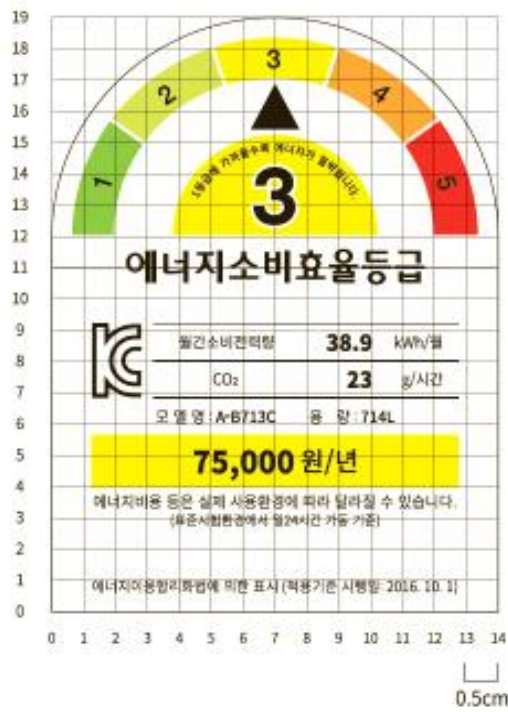 1 2 3 4 5
1등급에 가까울수록 에너지가 절약됩니다.
3
에너지소비효율등급
월간소비전력량 38.9 kWh/월
CO₂ 23 g/시간
모 델 명 : A-B713C 용 량 : 714L
75,000 원/년
에너지비용 등은 실제 사용환경에 따라 달라질 수 있습니다.
(표준시험환경에서 월24시간 가동 기준)
에너지이용합리화법에 의한 표시 (적용기준 시행일: 2016. 10. 1)
19
18
17
16
15
14
13
12
11
10
9
8
7
6
5
4
3
2
1
0
0 1 2 3 4 5 6 7 8 9 10 11 12 13 14
0.5cm